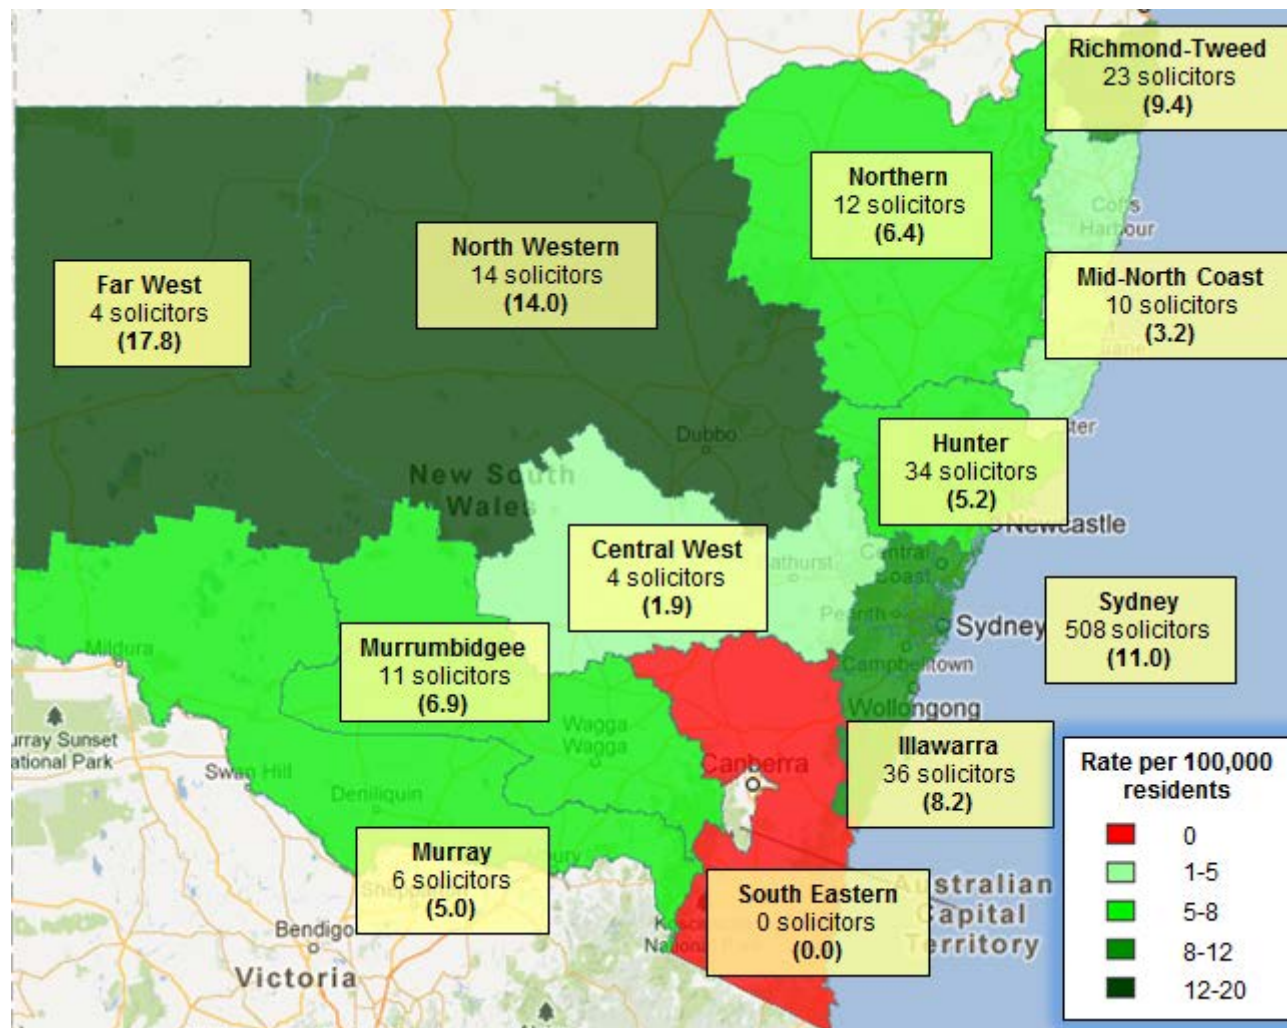 Richmond-Tweed
23 solicitors
(9.4)
Northern
12 solicitors
(6.4)
Coffs
Harbour
North Western
14 solicitors
(14.0)
Far West
4 solicitors
(17.8)
Mid-North Coast
10 solicitors
(3.2)
Dubbo
Hunter
34 solicitors
(5.2)
New South
Wales
Newcastle
Central West
4 solicitors
(1.9)
Central
Coast
Sydney
508 solicitors
(11.0)
Sydney
Campbelltown
Mildura
Murrumbidgee
11 solicitors
(6.9)
Wollongong
Wagga
Wagga
Illawarra
36 solicitors
(8.2)
National Park
Swan Hill
Canberra
Deniliquin
Murray
6 solicitors
(5.0)
South Eastern
0 solicitors
(0.0)
Australian
Capital
Territory
Bendigo
Victoria
Rate per 100,000
residents
0
1-5
5-8
8-12
12-20